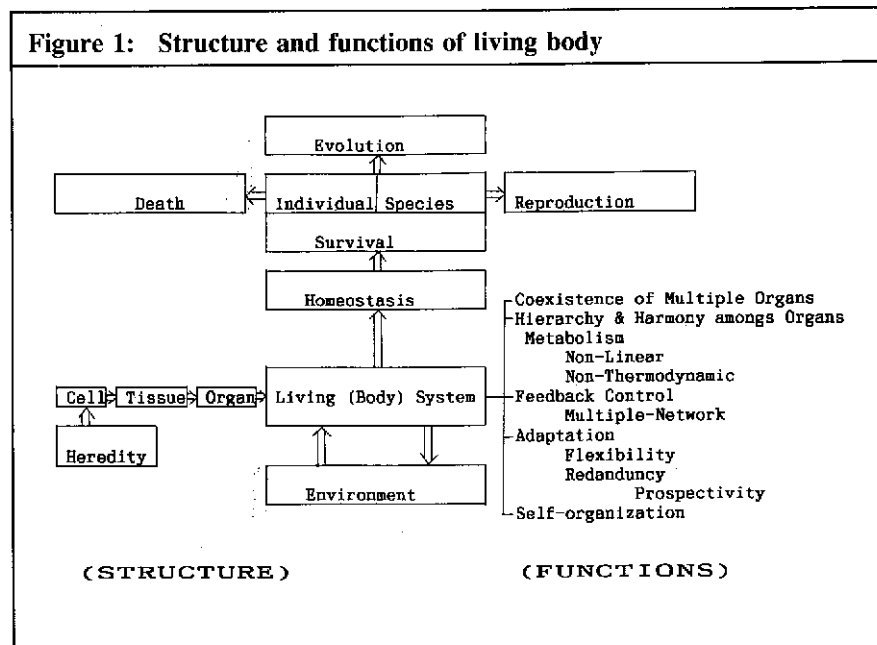 Figure 1: Structure and functions of living body
Evolution
Death
Individual Species
Reproduction
Survival
Homeostasis
Coexistence of Multiple Organs
Hierarchy & Harmony amongs Organs
Metabolism
Non-Linear
Non-Thermodynamic
Cell
Tissue
Organ
Living (Body) System
Feedback Control
Multiple-Network
Adaptation
Flexibility
Heredity
Redanduncy
Environment
Prospectivity
Self-organization
(STRUCTURE)
(FUNCTIONS)